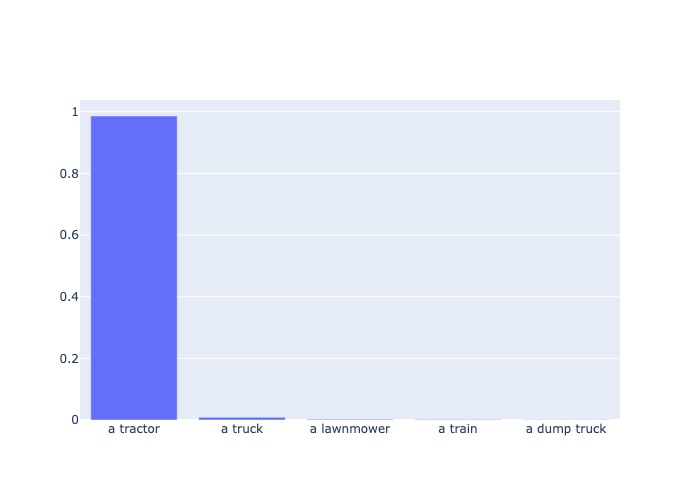 1
0.8
0.6
0.4
0.2
0
a tractor
a truck
a lawnmower
a train
a dump truck